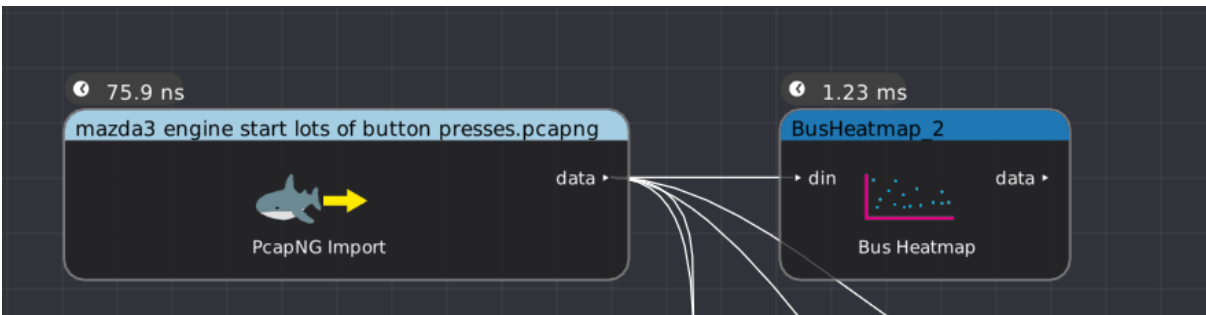 75.9 ns
mazda3 engine start lots of button presses.pcapng
data
PcapNG Import
1.23 ms
BusHeatmap_2
din
data
Bus Heatmap